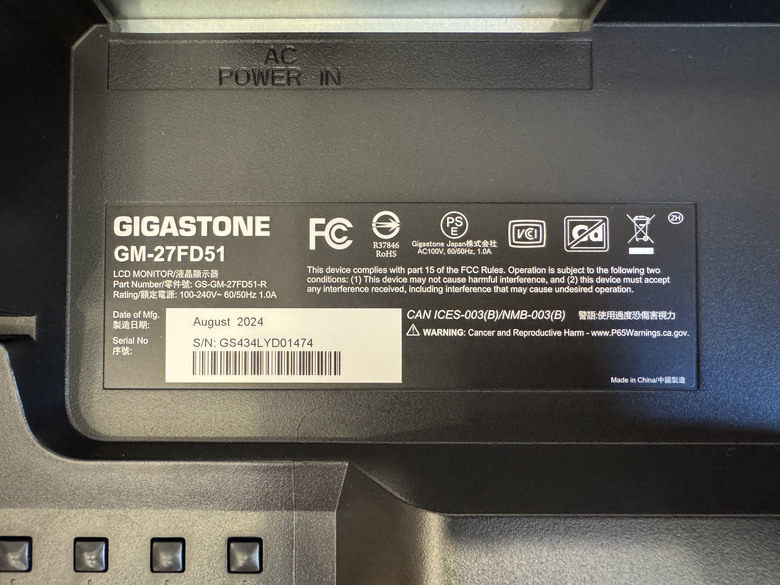 AC
POWER IN
GIGASTONE
GM-27FD51
LCD MONITOR/液晶顯示器
Part Number/零件號: GS-GM-27FD51-R
Rating/額定電源: 100-240V~ 60/50Hz 1.0A
FC
R37846
RoHS
PS
E
Gigastone Japan株式会社
AC100V, 60/50Hz, 1.0A
VCI
Cd
ZH
This device complies with part 15 of the FCC Rules. Operation is subject to the following two
conditions: (1) This device may not cause harmful interference, and (2) this device must accept
any interference received, including interference that may cause undesired operation.
Date of Mfg.
製造日期:
August 2024
Serial No
序號:
S/N: GS434LYD01474
CAN ICES-003(B)/NMB-003(B) 警語:使用過度恐傷害視力
WARNING: Cancer and Reproductive Harm - www.P65Warnings.ca.gov.
Made in China/中國製造